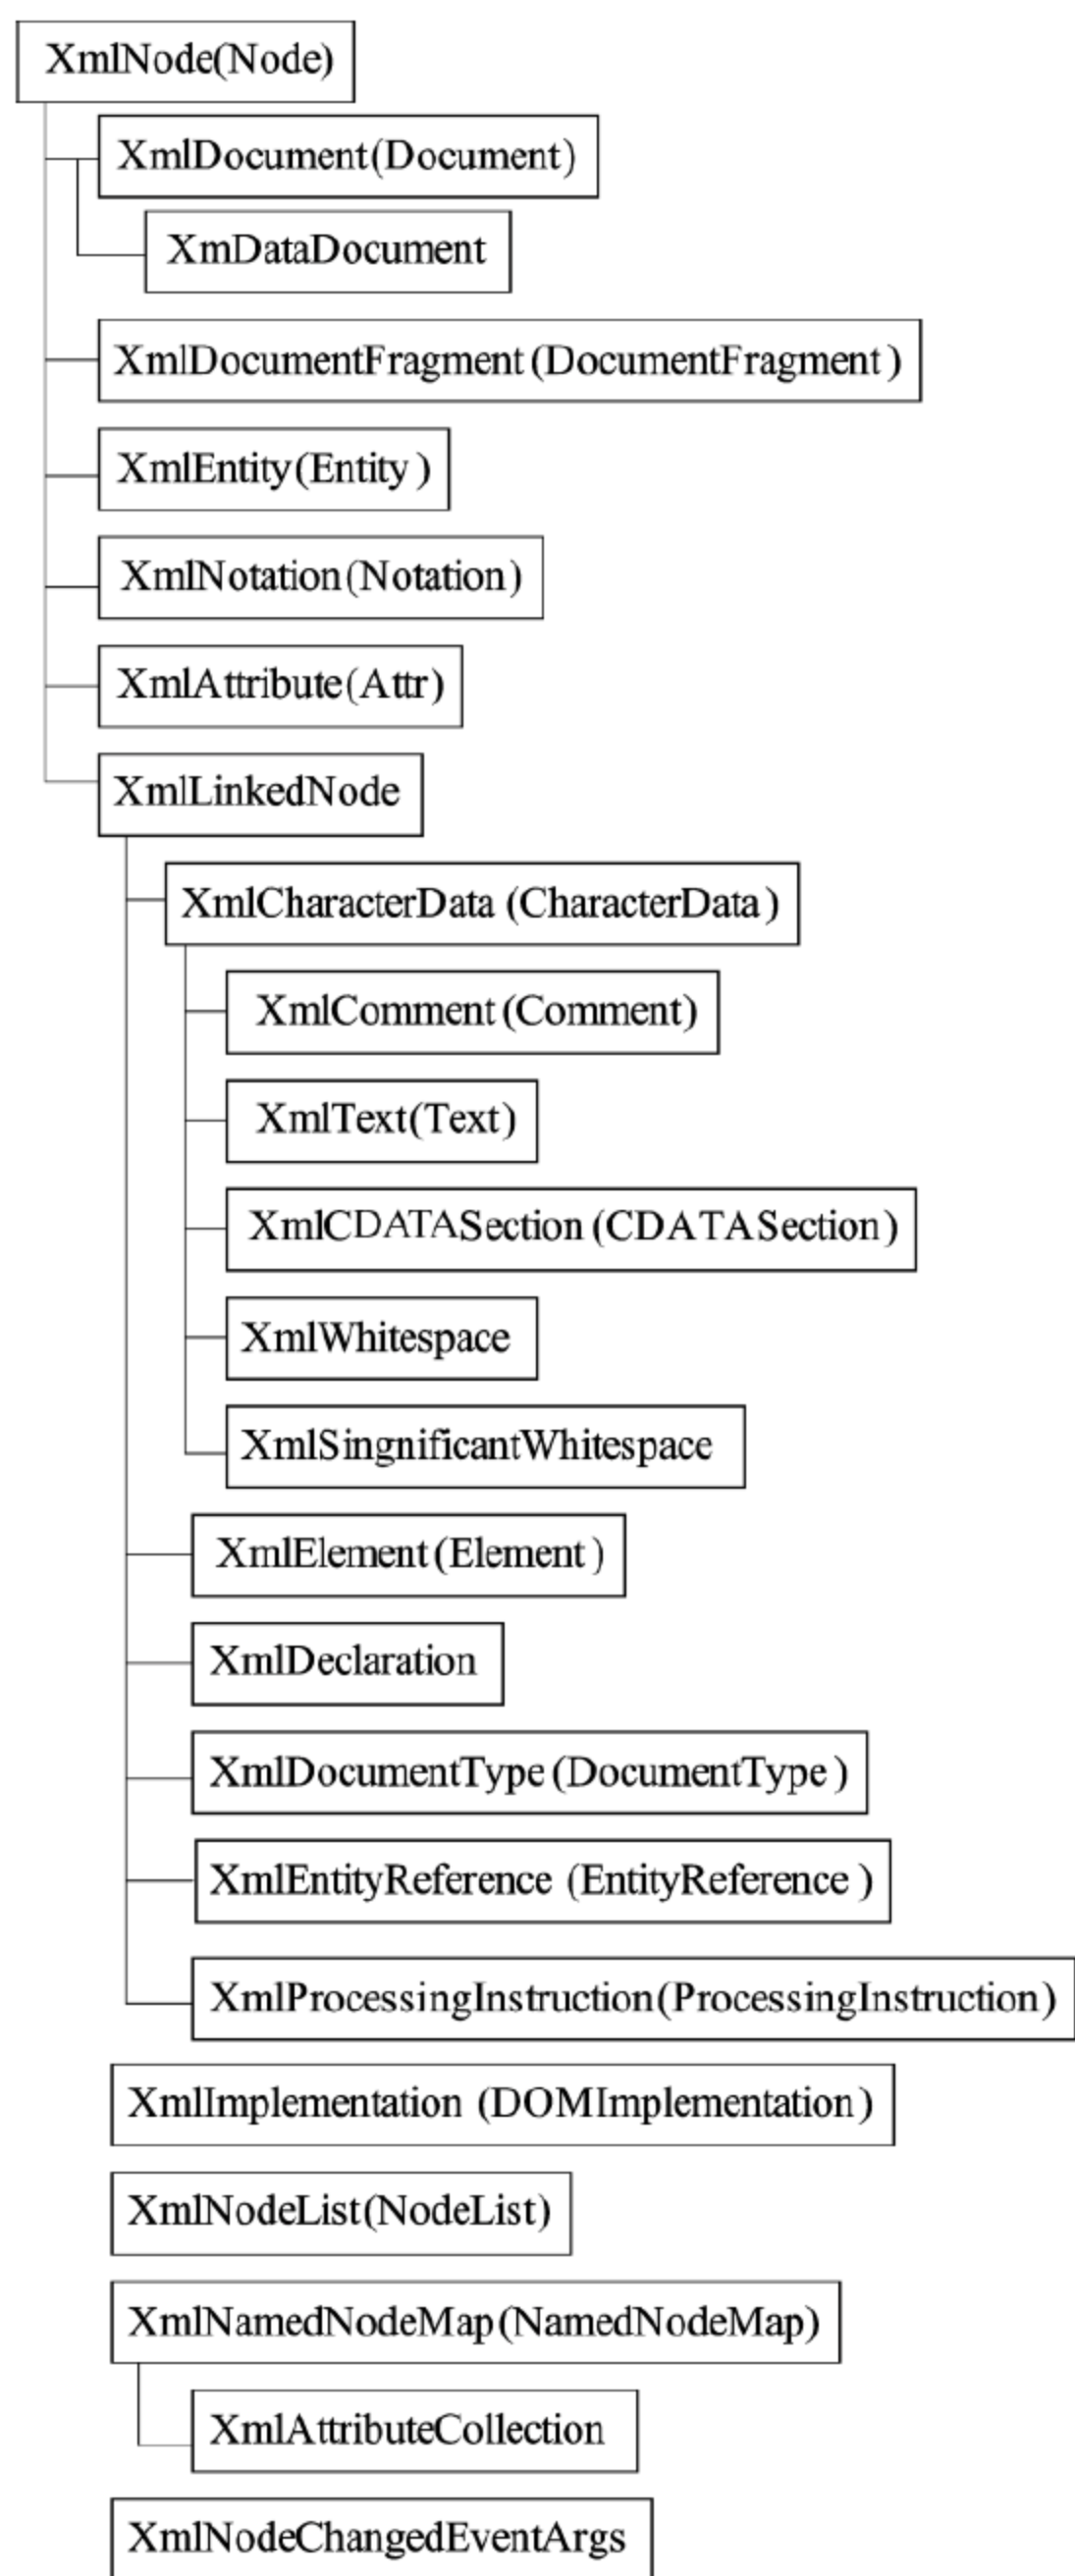 XmlNode(Node)
XmlDocument(Document)
XmDataDocument
XmlDocumentFragment(DocumentFragment)
XmlEntity(Entity)
XmlNotation(Notation)
XmlAttribute(Attr)
XmlLinkedNode
XmlCharacterData (CharacterData)
XmlComment(Comment)
XmlText(Text)
XmlCDATASection (CDATASection)
XmlWhitespace
XmlSingnificantWhitespace
XmlElement(Element)
XmlDeclaration
XmlDocumentType(DocumentType)
XmlEntityReference (EntityReference )
XmlProcessingInstruction(ProcessingInstruction)
XmlImplementation (DOMImplementation)
XmlNodeList(NodeList)
XmlNamedNodeMap(NamedNodeMap)
XmlAttributeCollection
XmlNodeChangedEventArgs